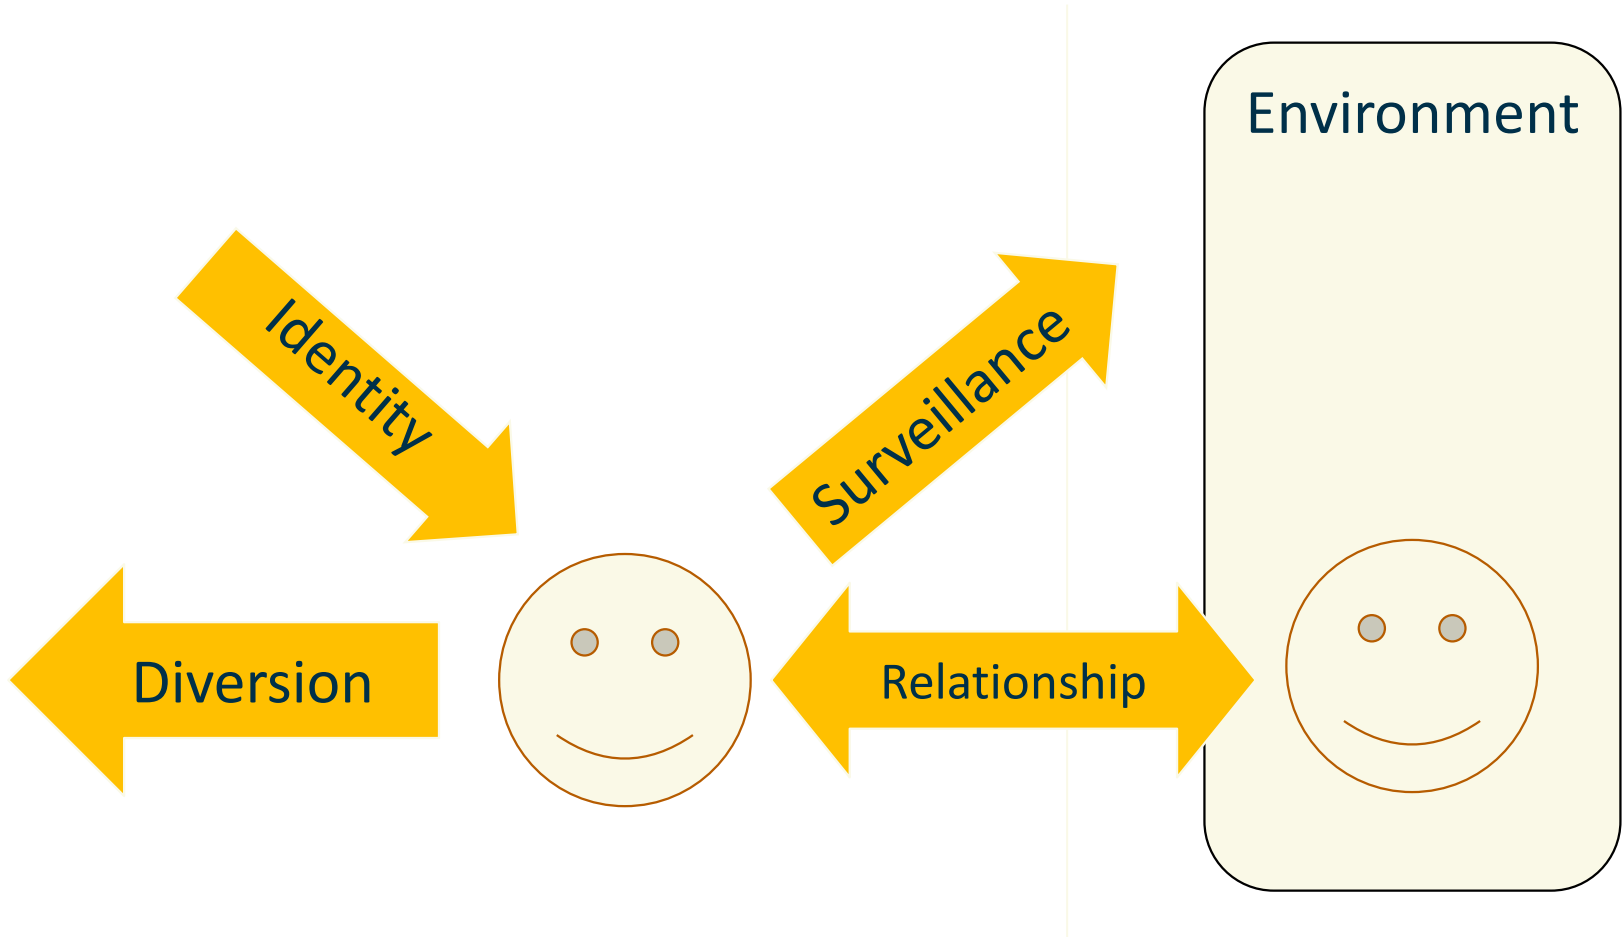 Environment
Identity
Surveillance
Diversion
Relationship